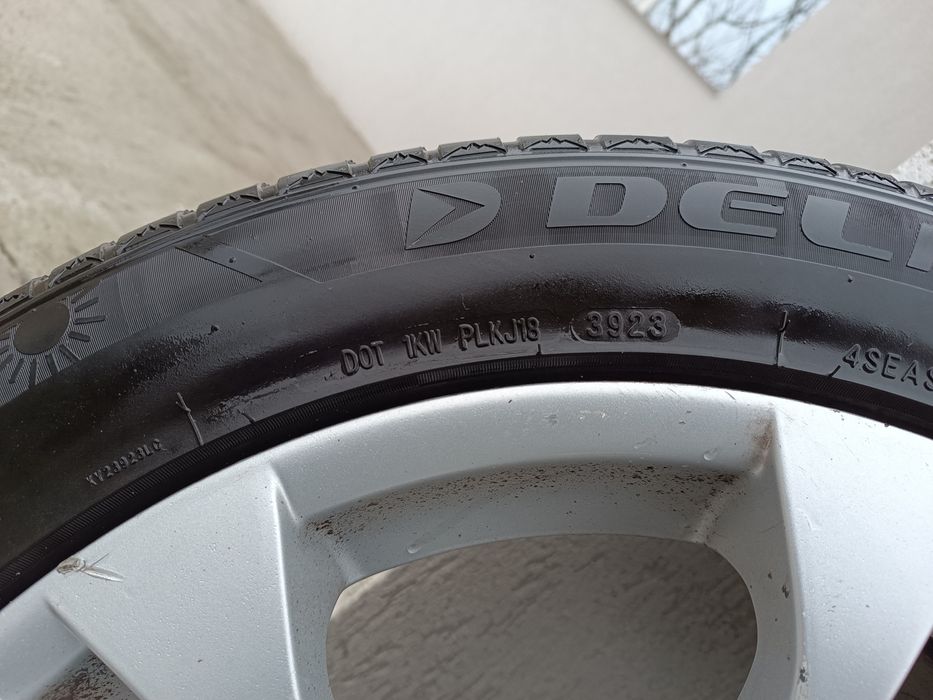 DELI
DOT 1KW PLKJ18 3923
4SEAS